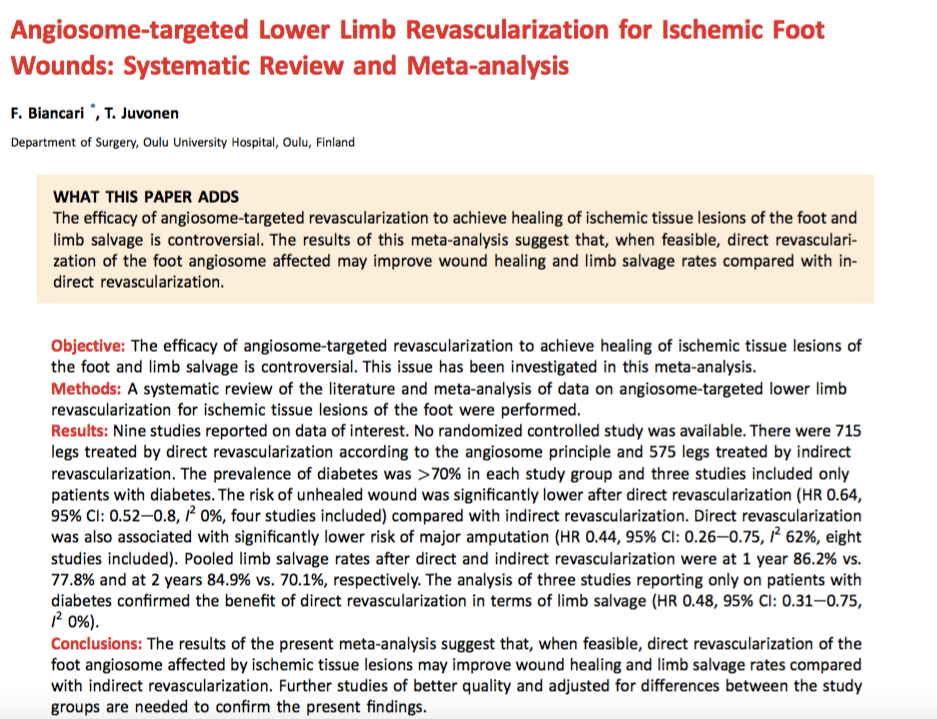 Angiosome-targeted Lower Limb Revascularization for Ischemic Foot
Wounds: Systematic Review and Meta-analysis
F. Biancari *, T. Juvonen
Department of Surgery, Oulu University Hospital, Oulu, Finland
WHAT THIS PAPER ADDS
The efficacy of angiosome-targeted revascularization to achieve healing of ischemic tissue lesions of the foot and
limb salvage is controversial. The results of this meta-analysis suggest that, when feasible, direct revasculari-
zation of the foot angiosome affected may improve wound healing and limb salvage rates compared with in-
direct revascularization.
Objective: The efficacy of angiosome-targeted revascularization to achieve healing of ischemic tissue lesions of
the foot and limb salvage is controversial. This issue has been investigated in this meta-analysis.
Methods: A systematic review of the literature and meta-analysis of data on angiosome-targeted lower limb
revascularization for ischemic tissue lesions of the foot were performed.
Results: Nine studies reported on data of interest. No randomized controlled study was available. There were 715
legs treated by direct revascularization according to the angiosome principle and 575 legs treated by indirect
revascularization. The prevalence of diabetes was >70% in each study group and three studies included only
patients with diabetes. The risk of unhealed wound was significantly lower after direct revascularization (HR 0.64,
95% CI: 0.52–0.8, I² 0%, four studies included) compared with indirect revascularization. Direct revascularization
was also associated with significantly lower risk of major amputation (HR 0.44, 95% CI: 0.26–0.75, I² 62%, eight
studies included). Pooled limb salvage rates after direct and indirect revascularization were at 1 year 86.2% vs.
77.8% and at 2 years 84.9% vs. 70.1%, respectively. The analysis of three studies reporting only on patients with
diabetes confirmed the benefit of direct revascularization in terms of limb salvage (HR 0.48, 95% CI: 0.31–0.75,
I² 0%).
Conclusions: The results of the present meta-analysis suggest that, when feasible, direct revascularization of the
foot angiosome affected by ischemic tissue lesions may improve wound healing and limb salvage rates compared
with indirect revascularization. Further studies of better quality and adjusted for differences between the study
groups are needed to confirm the present findings.